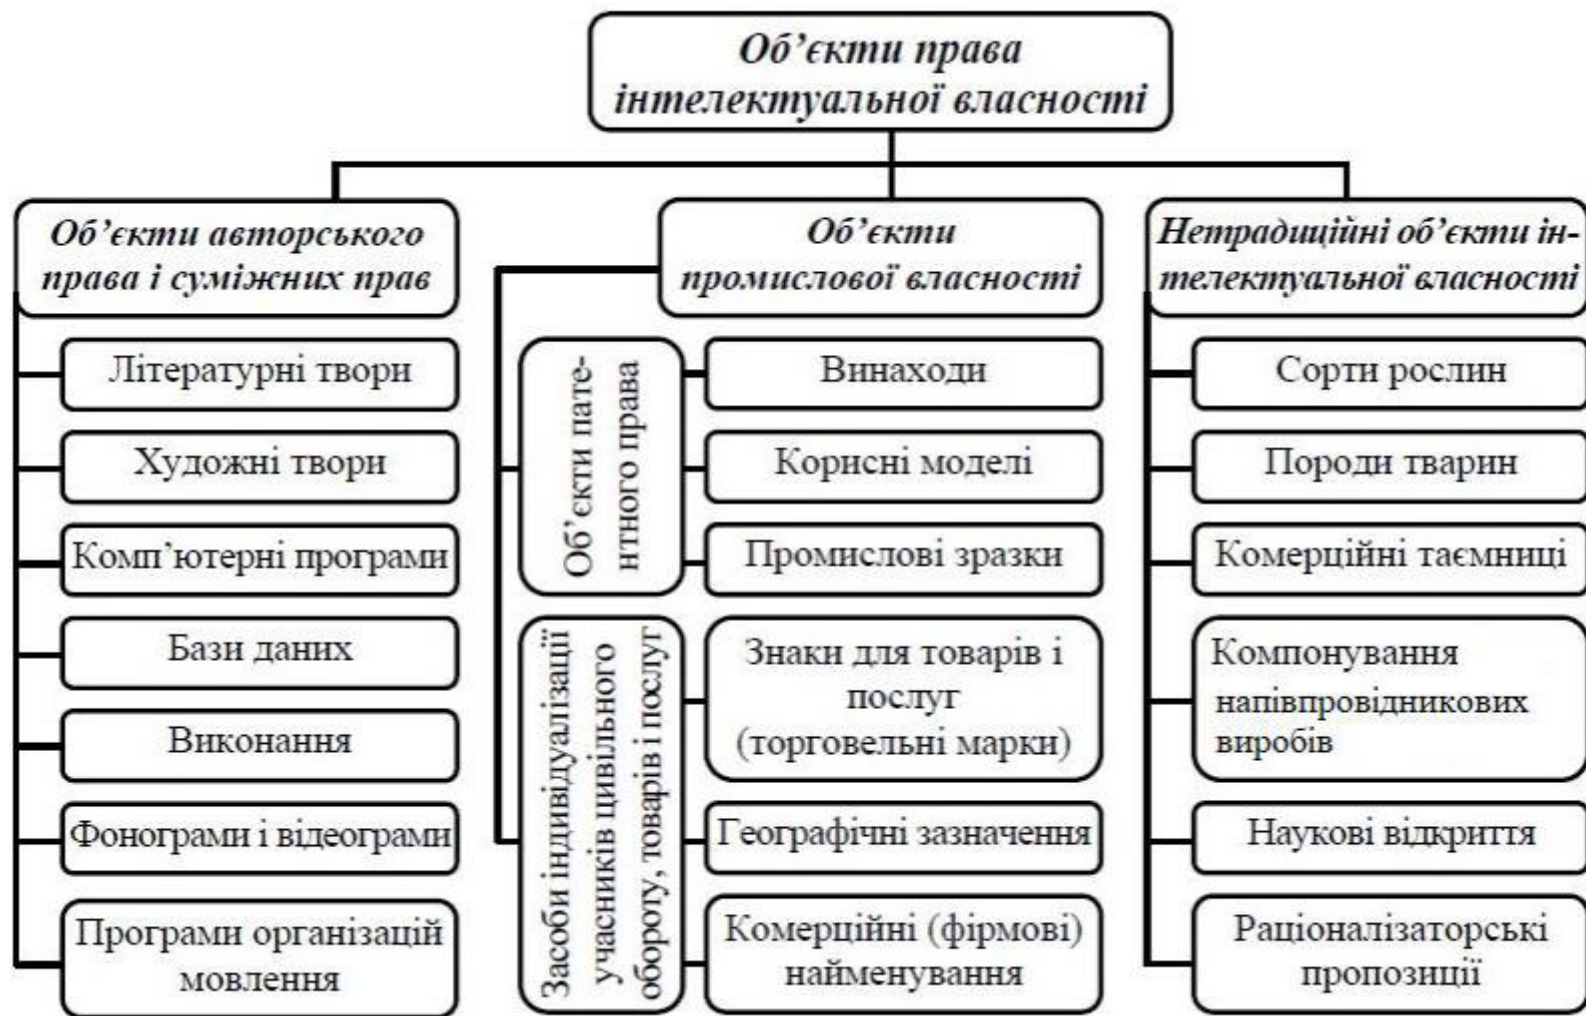 Об’єкти права
інтелектуальної власності
Об’єкти авторського
права і суміжних прав
Літературні твори
Художні твори
Комп’ютерні програми
Бази даних
Виконання
Фонограми і відеограми
Програми організацій
мовлення
Об’єкти
промислової власності
Об’єкти пате-
нтного права
Винаходи
Корисні моделі
Промислові зразки
Засоби індивідуалізації
учасників цивільного
обороту, товарів і послуг
Знаки для товарів і
послуг
(торговельні марки)
Географічні зазначення
Комерційні (фірмові)
найменування
Нетрадиційні об’єкти ін-
телектуальної власності
Сорти рослин
Породи тварин
Комерційні таємниці
Компонування
напівпровідникових
виробів
Наукові відкриття
Раціоналізаторські
пропозиції